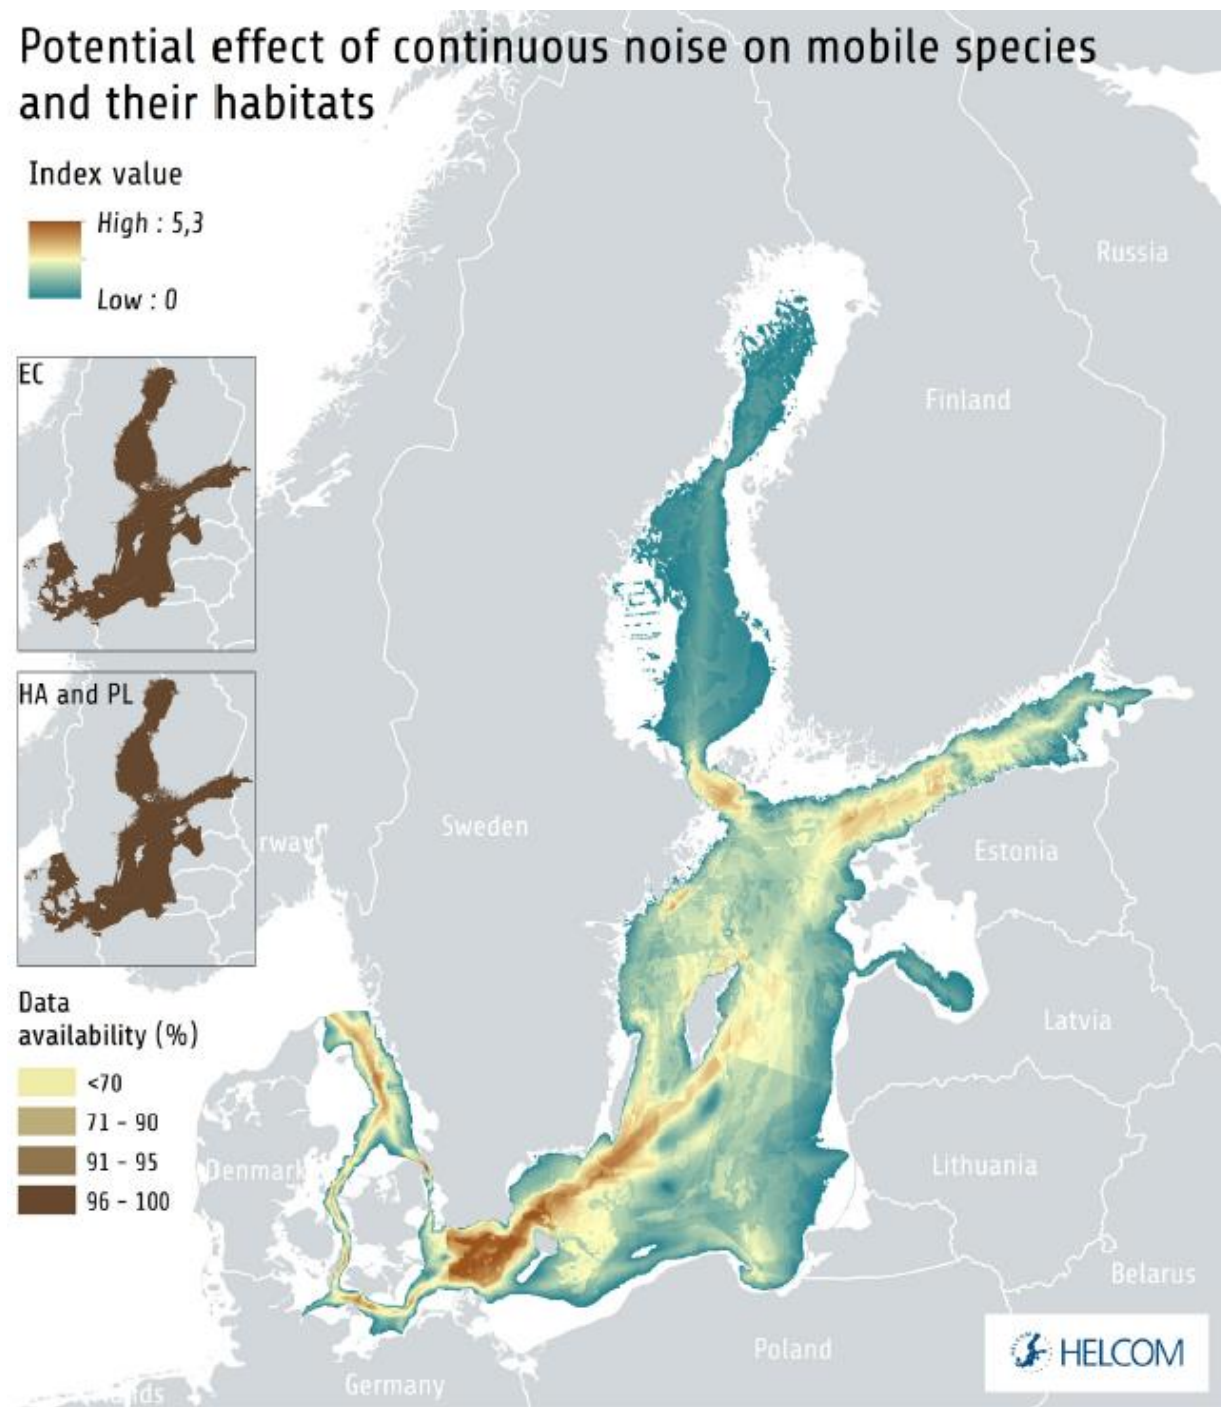 Potential effect of continuous noise on mobile species
and their habitats
Index value
High : 5,3
Low : 0
EC
HA and PL
Data
availability (%)
<70
71 - 90
91 - 95
96 - 100
Russia
Finland
rway
Sweden
Estonia
Latvia
Denmark
Lithuania
Belarus
Poland
Germany
HELCOM